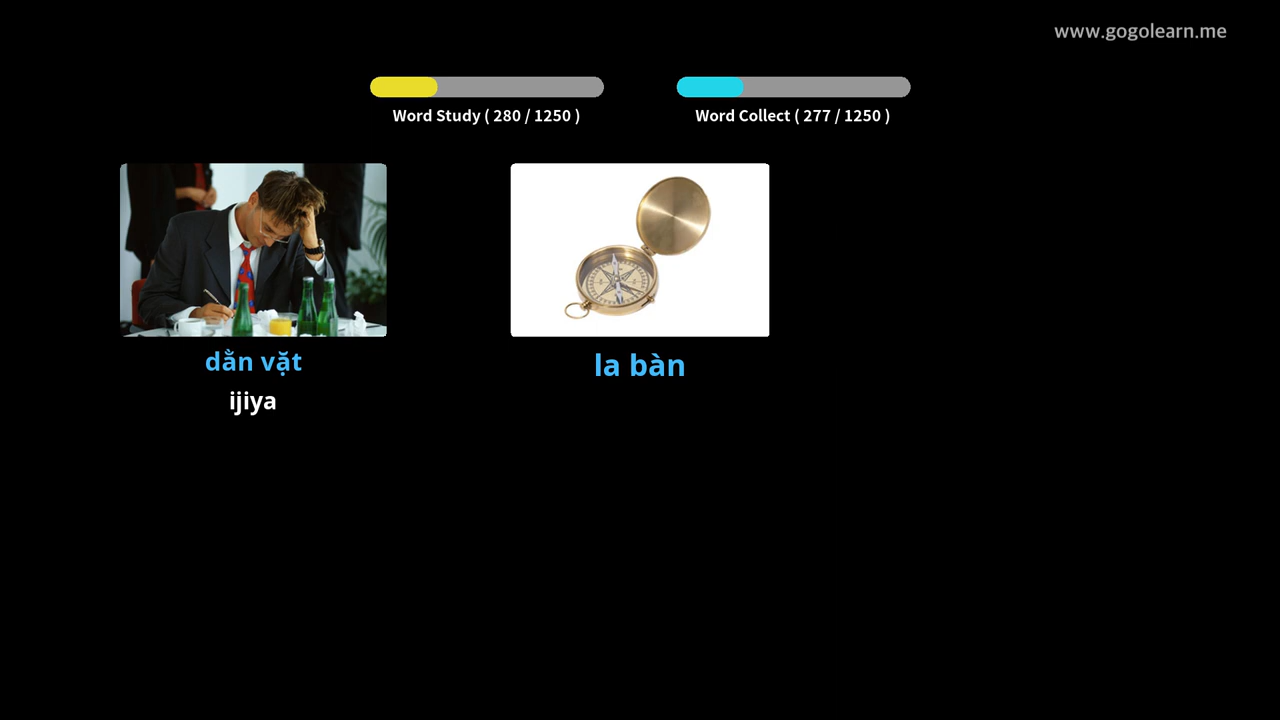 www.gogolearn.me
Word Study ( 280 / 1250 )
Word Collect ( 277 / 1250 )
dằn vặt
ijiya
la bàn